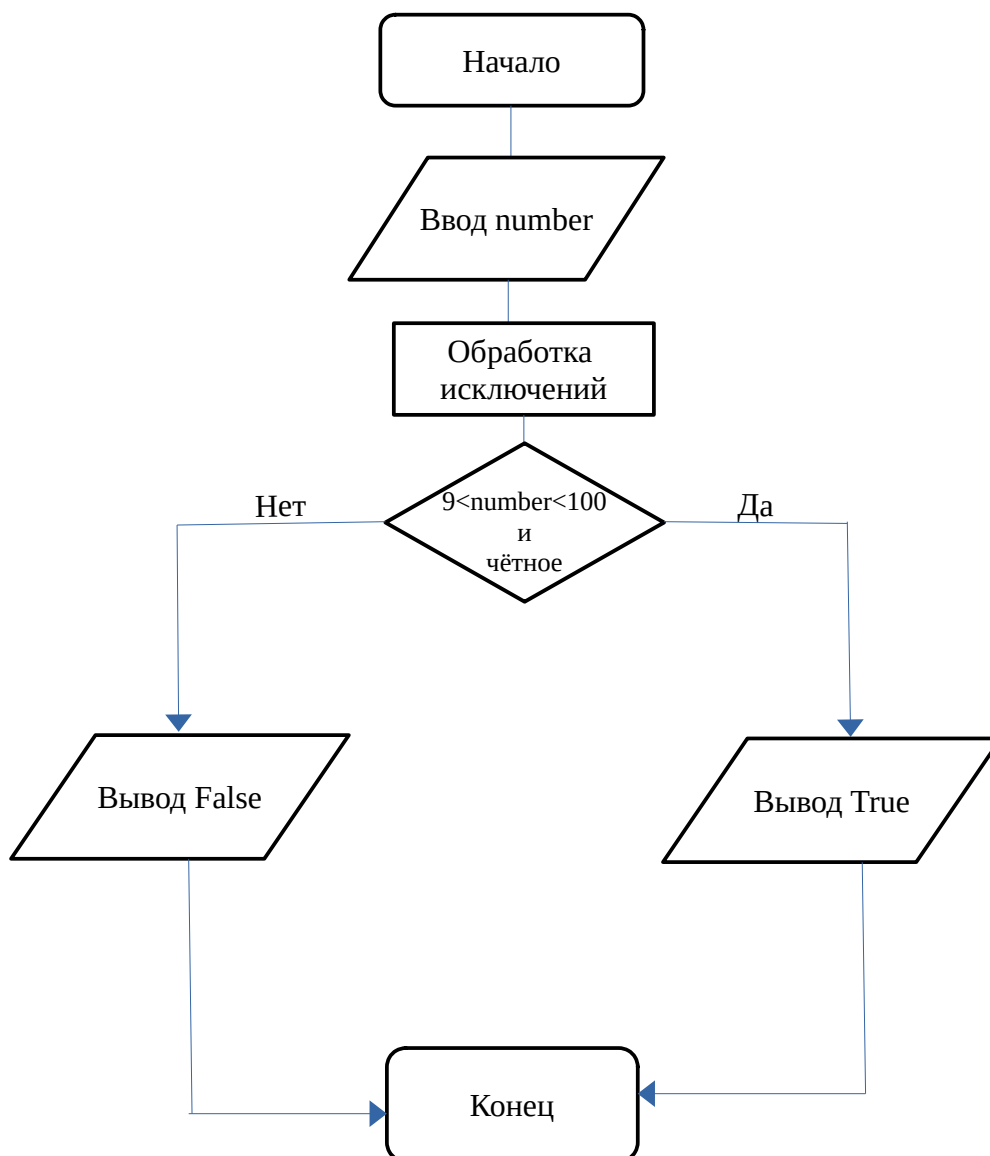 Начало
Ввод number
Обработка
исключений
9<number<100
и
чётное
Нет
Да
Вывод False
Вывод True
Конец